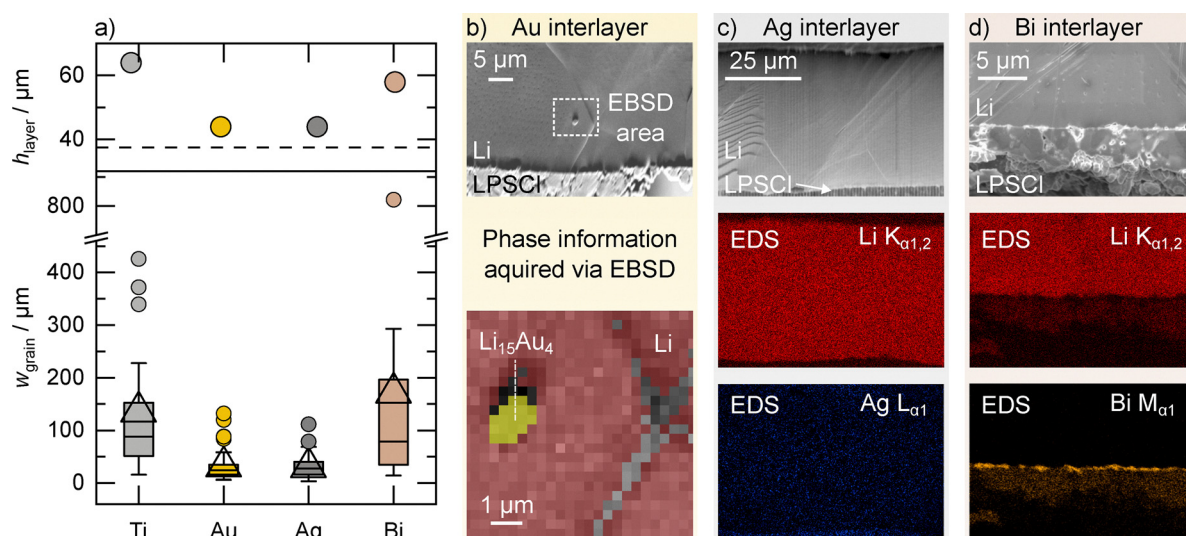 a)
h_layer / µm
60
40
800
w_grain / µm
400
300
200
100
0
Ti
Au
Ag
Bi
b)
Au interlayer
5 µm
EBSD
area
Li
LPSCl
Phase information
aquired via EBSD
Li₁₅Au₄
Li
1 µm
c)
Ag interlayer
25 µm
Li
LPSCl
EDS
Li Kα1,2
EDS
Ag Lα1
d)
Bi interlayer
5 µm
Li
LPSCl
EDS
Li Kα1,2
EDS
Bi Mα1